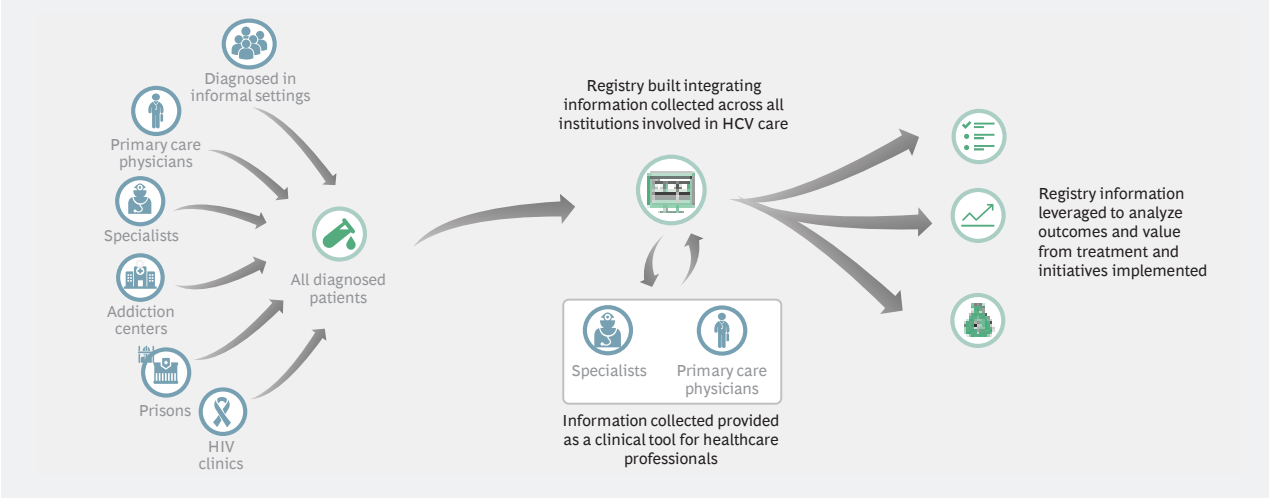 Diagnosed in
informal settings
Primary care
physicians
Specialists
Addiction
centers
Prisons
HIV
clinics
All diagnosed
patients
Registry built integrating
information collected across all
institutions involved in HCV care
Specialists
Primary care
physicians
Information collected provided
as a clinical tool for healthcare
professionals
Registry information
leveraged to analyze
outcomes and value
from treatment and
initiatives implemented